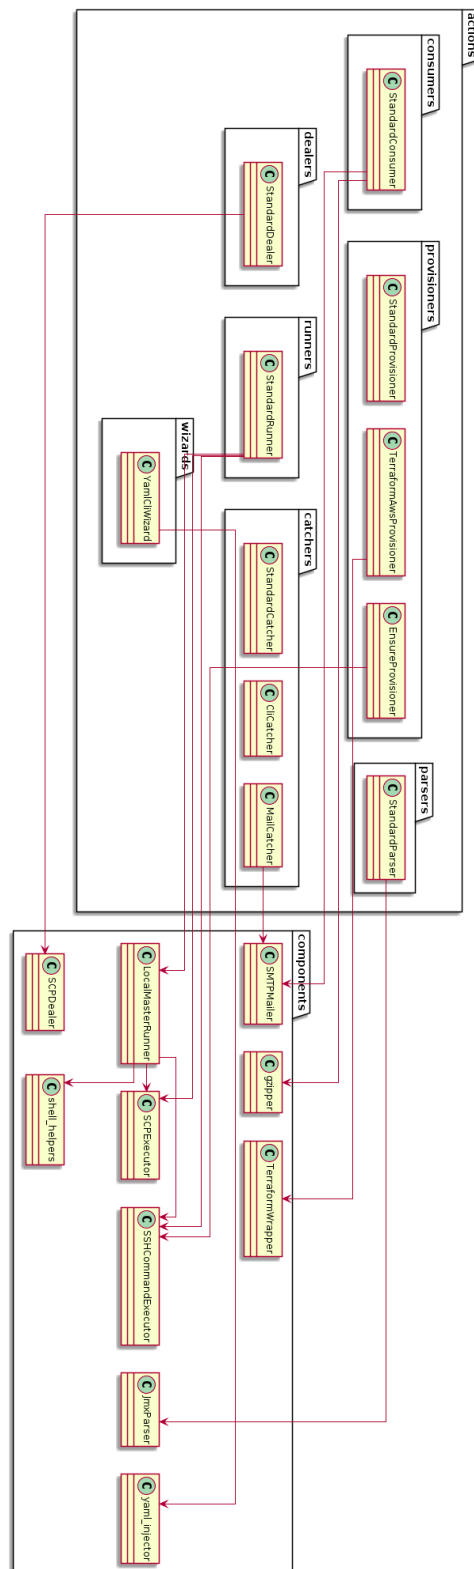 actions
consumers
C StandardConsumer
provisioners
C StandardProvisioner
C TerraformAwsProvisioner
C EnsureProvisioner
parsers
C StandardParser
dealers
C StandardDealer
runners
C StandardRunner
catchers
C StandardCatcher
C CliCatcher
C MailCatcher
wizards
C YamlCliWizard
components
C SMTPMailer
C gzipper
C TerraformWrapper
C LocalMasterRunner
C SCPExecutor
C SSHCommandExecutor
C JmxParser
C yaml_injector
C SCPDealer
C shell_helpers